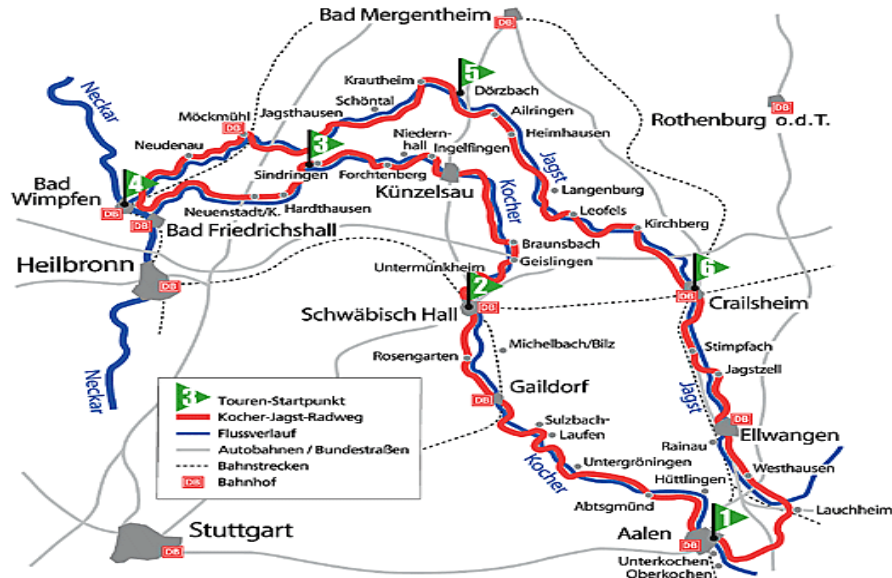 Bad Mergentheim
DB
Neckar
Krautheim
5
Dörzbach
Schöntal
Jagsthausen
Möckmühl
DB
Ailringen
Rothenburg o.d.T.
DB
Neudenau
3
Niedern-
hall
Ingelfingen
Heimhausen
Jagst
Sindringen
Forchtenberg
Künzelsau
Kocher
Langenburg
4
Bad
Wimpfen
DB
DB
Neuenstadt/K.
Hardthausen
Leofels
Kirchberg
Bad Friedrichshall
Braunsbach
Geislingen
Heilbronn
DB
Untermünkheim
2
6
Schwäbisch Hall
DB
DB
Crailsheim
Michelbach/Bilz
Stimpfach
Rosengarten
Jagstzell
Neckar
Gaildorf
DB
Jagst
3
Touren-Startpunkt
Kocher-Jagst-Radweg
Flussverlauf
Autobahnen / Bundestraßen
Bahnstrecken
DB
Bahnhof
Sulzbach-
Laufen
DB
Ellwangen
Rainau
Kocher
Untergröningen
Westhausen
Hüttlingen
Abtsgmünd
Lauchheim
Stuttgart
DB
1
Aalen
DB
Unterkochen
Oberkochen